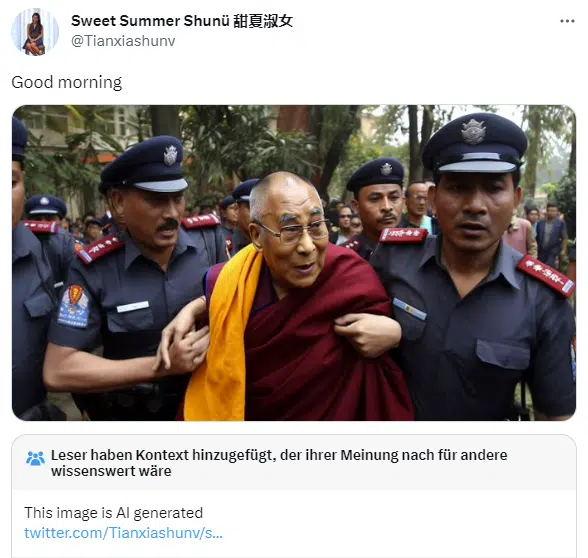 Sweet Summer Shunü 甜夏淑女
@Tianxiashunv
Good morning
Leser haben Kontext hinzugefügt, der ihrer Meinung nach für andere
wissenswert wäre
This image is AI generated
twitter.com/Tianxiashunv/s...